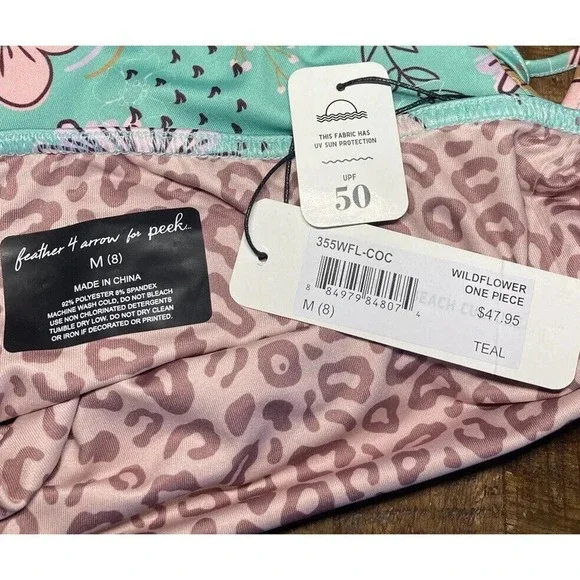 THIS FABRIC HAS
UV SUN PROTECTION
UPF
50
feather 4 arrow for peek...
M (8)
MADE IN CHINA
92% POLYESTER 8% SPANDEX
MACHINE WASH COLD, DO NOT BLEACH
USE NON CHLORINATED DETERGENTS
TUMBLE DRY LOW, DO NOT DRY CLEAN
OR IRON IF DECORATED OR PRINTED.
355WFL-COC
8 84979 84807 4
M (8)
WILDFLOWER
ONE PIECE
$47.95
TEAL